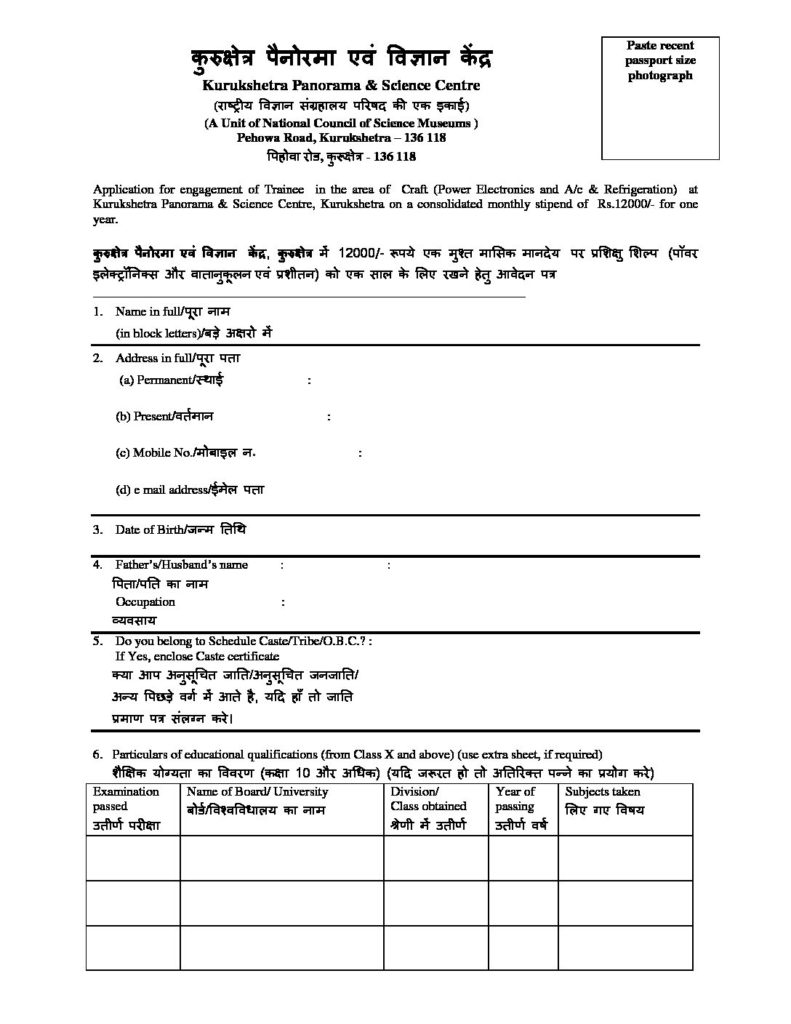 कुरुक्षेत्र पैनोरमा एवं विज्ञान केंद्र
Kurukshetra Panorama & Science Centre
(राष्ट्रीय विज्ञान संग्रहालय परिषद की एक इकाई)
(A Unit of National Council of Science Museums )
Pehowa Road, Kurukshetra – 136 118
पिहोवा रोड, कुरूक्षेत्र - 136 118
Paste recent
passport size
photograph
Application for engagement of Trainee in the area of Craft (Power Electronics and A/c & Refrigeration) at
Kurukshetra Panorama & Science Centre, Kurukshetra on a consolidated monthly stipend of Rs.12000/- for one
year.
कुरुक्षेत्र पैनोरमा एवं विज्ञान केंद्र, कुरुक्षेत्र में 12000/- रूपये एक मुश्त मासिक मानदेय पर प्रशिक्षु शिल्प (पॉवर
इलेक्ट्रॉनिक्स और वातानुकूलन एवं प्रशीतन) को एक साल के लिए रखने हेतु आवेदन पत्र
1. Name in full/पूरा नाम
(in block letters)/बड़े अक्षरो में
2. Address in full/पूरा पता
(a) Permanent/स्थाई :
(b) Present/वर्तमान :
(c) Mobile No./मोबाइल न. :
(d) e mail address/ईमेल पता
3. Date of Birth/जन्म तिथि
4. Father's/Husband's name : :
पिता/पति का नाम
Occupation :
व्यवसाय
5. Do you belong to Schedule Caste/Tribe/O.B.C.? :
If Yes, enclose Caste certificate
क्या आप अनुसूचित जाति/अनुसूचित जनजाति/
अन्य पिछड़े वर्ग में आते है, यदि हाँ तो जाति
प्रमाण पत्र संलग्न करे।
6. Particulars of educational qualifications (from Class X and above) (use extra sheet, if required)
शैक्षिक योग्यता का विवरण (कक्षा 10 और अधिक) (यदि जरूरत हो तो अतिरिक्त पन्ने का प्रयोग करे)
Examination
passed
उतीर्ण परीक्षा
Name of Board/ University
बोर्ड/विश्वविधालय का नाम
Division/
Class obtained
श्रेणी में उतीर्ण
Year of
passing
उतीर्ण वर्ष
Subjects taken
लिए गए विषय